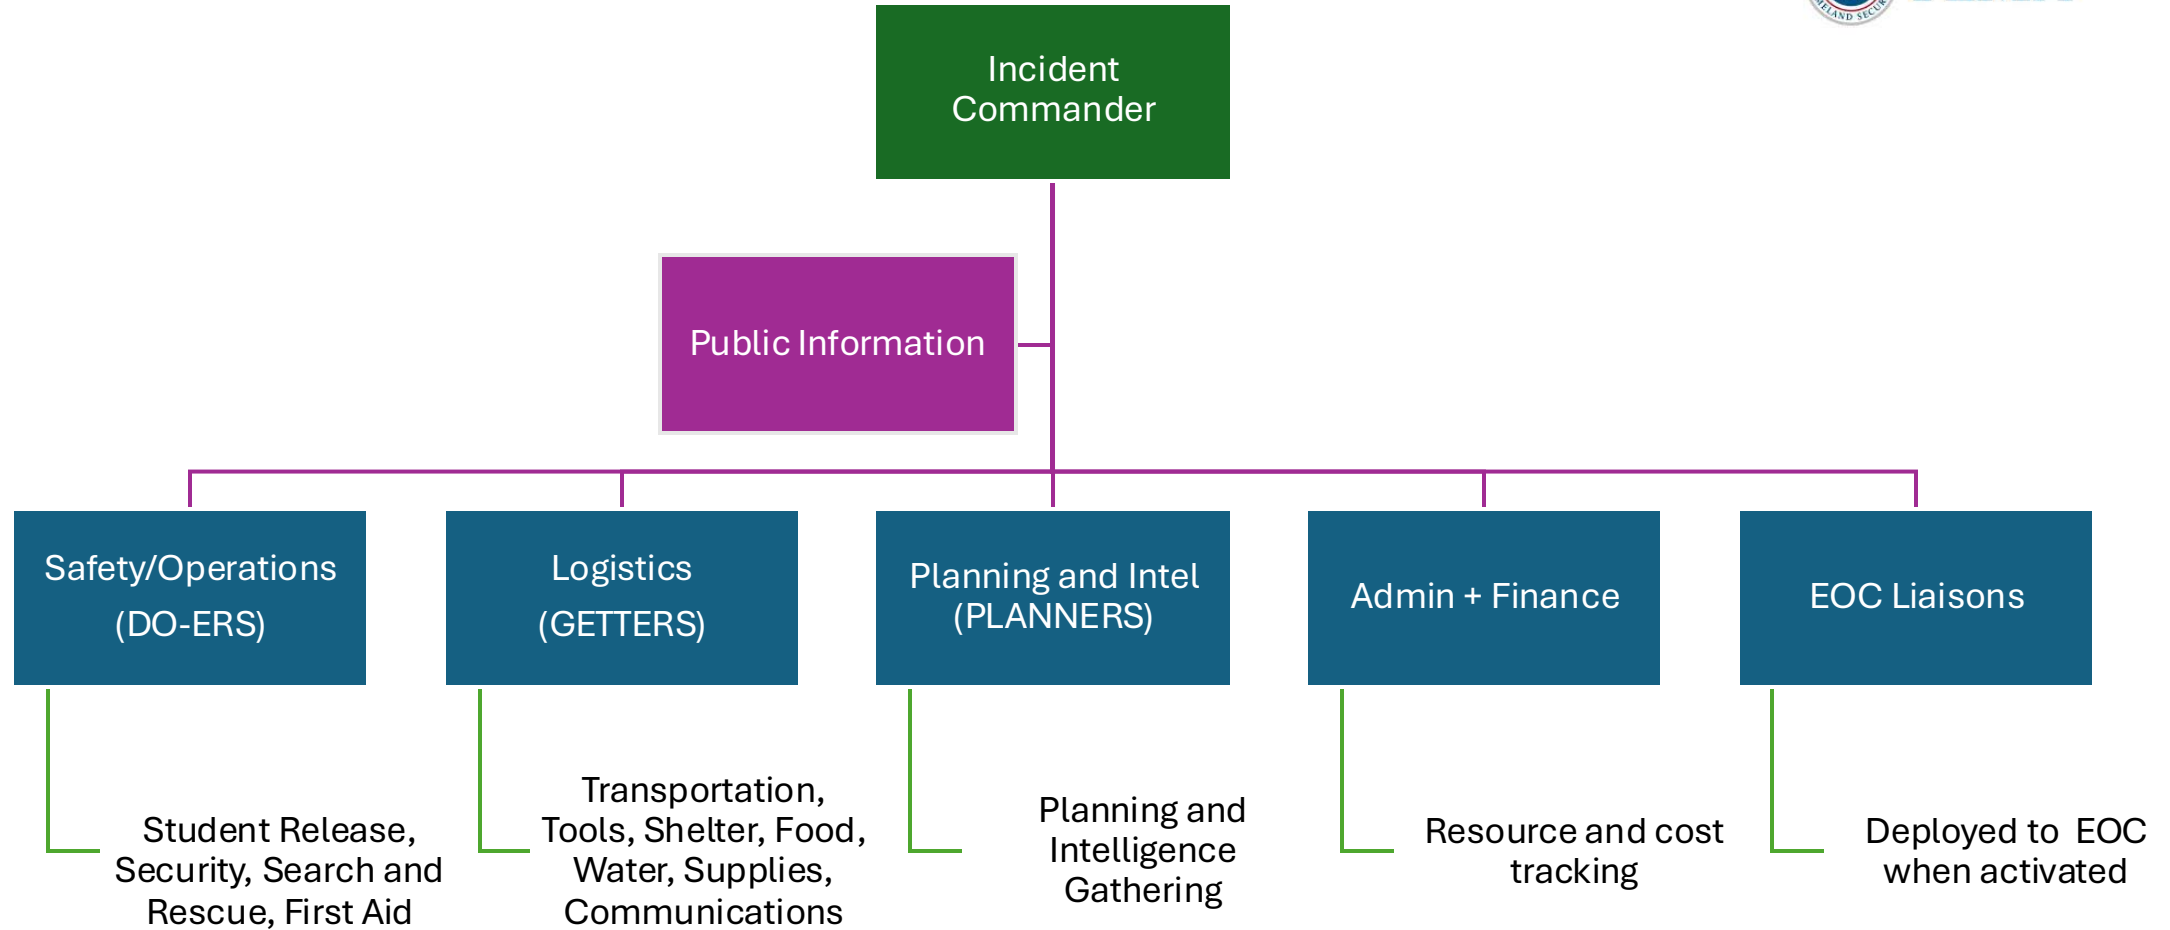 MELAND SECUR
Incident
Commander
Public Information
Safety/Operations
(DO-ERS)
Logistics
(GETTERS)
Planning and Intel
(PLANNERS)
Admin + Finance
EOC Liaisons
Student Release,
Security, Search and
Rescue, First Aid
Transportation,
Tools, Shelter, Food,
Water, Supplies,
Communications
Planning and
Intelligence
Gathering
Resource and cost
tracking
Deployed to EOC
when activated